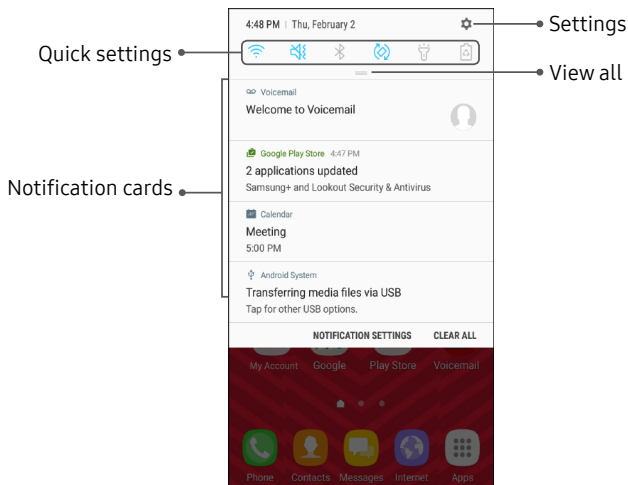 4:48 PM | Thu, February 2
Settings
Quick settings
View all
Voicemail
Welcome to Voicemail
Google Play Store 4:47 PM
2 applications updated
Samsung+ and Lookout Security & Antivirus
Notification cards
Calendar
Meeting
5:00 PM
Android System
Transferring media files via USB
Tap for other USB options.
NOTIFICATION SETTINGS CLEAR ALL
My Account Google Play Store Voicemail
Phone Contacts Messages Internet Apps